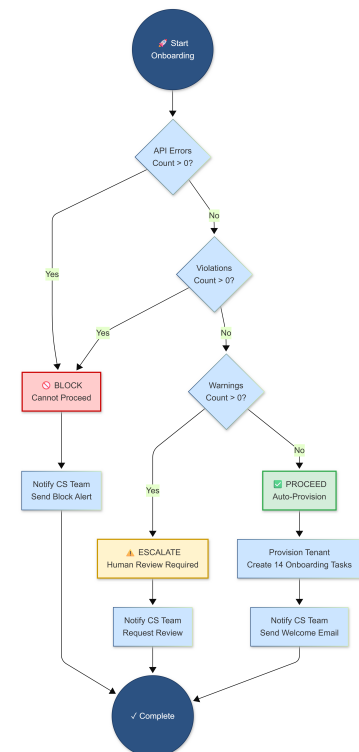 🚀 Start
Onboarding
API Errors
Count > 0?
No
Violations
Count > 0?
Yes
Yes
No
🚫 BLOCK
Cannot Proceed
Warnings
Count > 0?
No
Notify CS Team
Send Block Alert
Yes
✅ PROCEED
Auto-Provision
⚠️ ESCALATE
Human Review Required
Provision Tenant
Create 14 Onboarding Tasks
Notify CS Team
Request Review
Notify CS Team
Send Welcome Email
✓ Complete